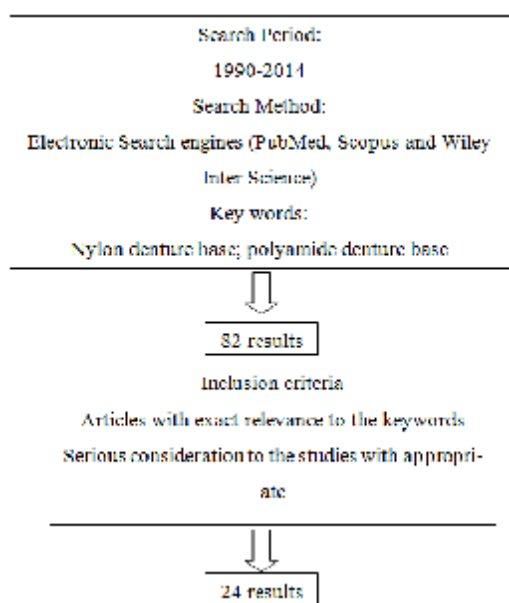 Search Period:
1990-2014
Search Method:
Electronic Search engines (PubMed, Scopus and Wiley
Inter Science)
Key words:
Nylon denture base; polyamide denture base
82 results
Inclusion criteria
Articles with exact relevance to the keywords
Serious consideration to the studies with appropri-
ate
24 results